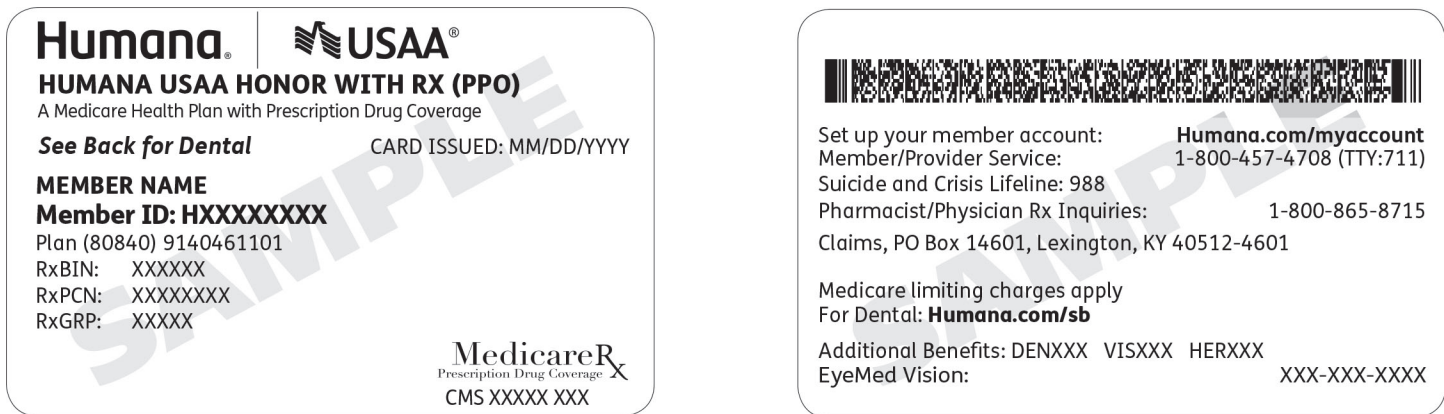 Humana®
USAA®
HUMANA USAA HONOR WITH RX (PPO)
A Medicare Health Plan with Prescription Drug Coverage
See Back for Dental CARD ISSUED: MM/DD/YYYY
MEMBER NAME
Member ID: HXXXXXXXX
Plan (80840) 9140461101
RxBIN: XXXXXX
RxPCN: XXXXXXXX
RxGRP: XXXXX
MedicareRx
Prescription Drug Coverage
CMS XXXXX XXX
SAMPLE
Set up your member account: Humana.com/myaccount
Member/Provider Service: 1-800-457-4708 (TTY:711)
Suicide and Crisis Lifeline: 988
Pharmacist/Physician Rx Inquiries: 1-800-865-8715
Claims, PO Box 14601, Lexington, KY 40512-4601
Medicare limiting charges apply
For Dental: Humana.com/sb
Additional Benefits: DENXXX VISXXX HERXXX
EyeMed Vision: XXX-XXX-XXXX
SAMPLE